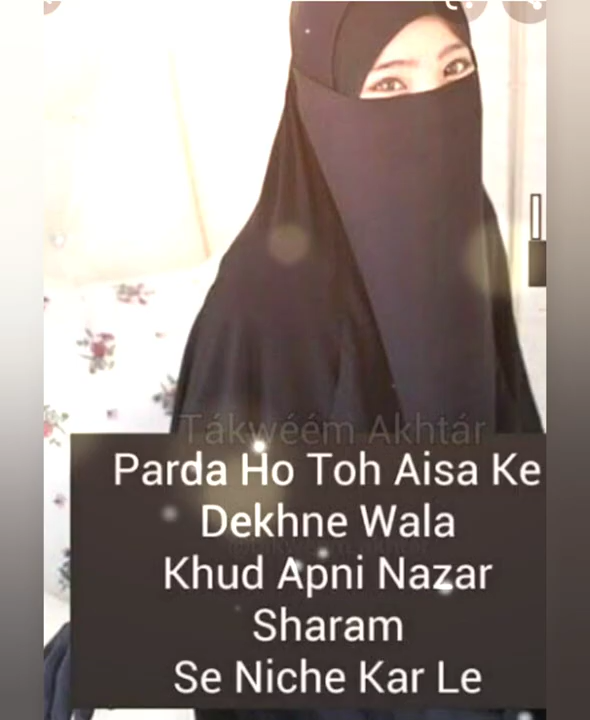 Tákwéém Akhtár
Parda Ho Toh Aisa Ke
Dekhne Wala
Khud Apni Nazar
Sharam
Se Niche Kar Le